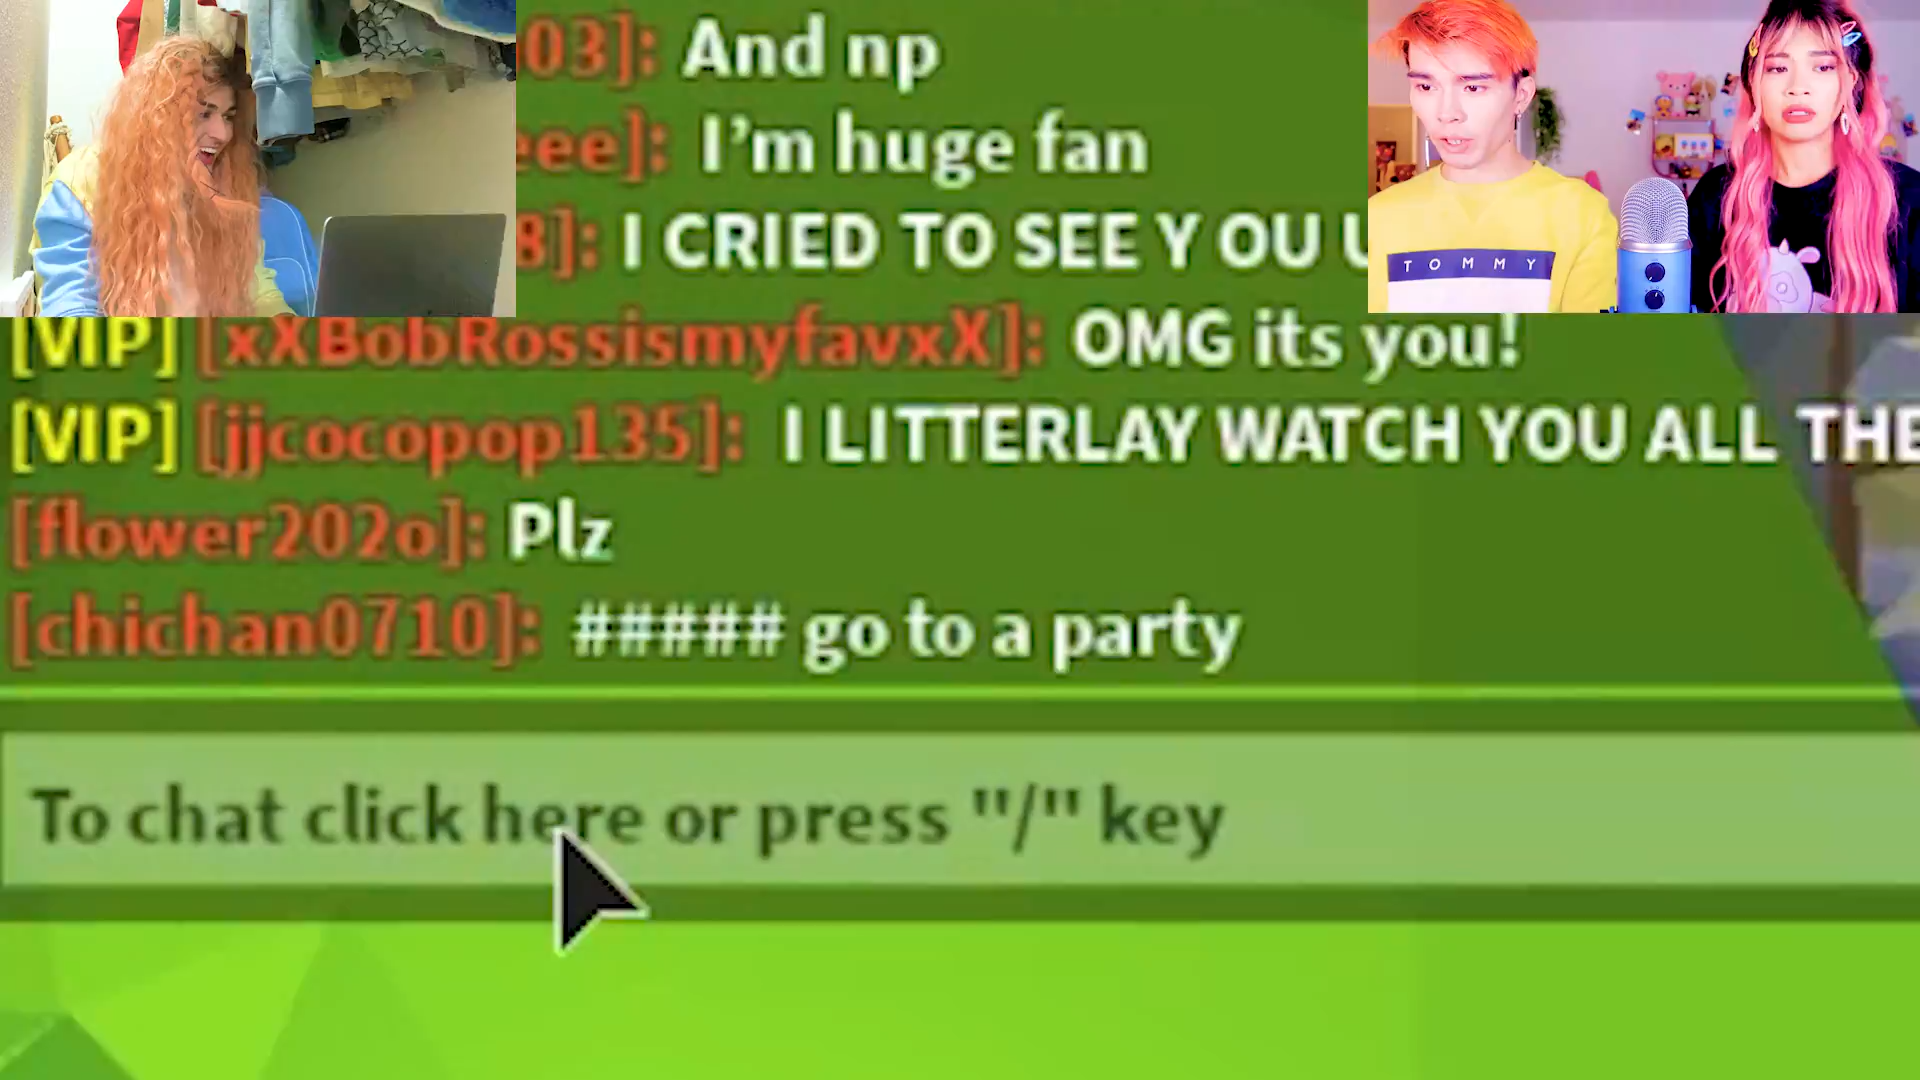 03]: And np
eee]: I'm huge fan
8]: I CRIED TO SEE Y OU
TOMMY
[VIP] [xXBobRossismyfavxX]: OMG its you!
[VIP] [jjcocopop135]: I LITTERLAY WATCH YOU ALL THE
[flower202o]: Plz
[chichan0710]: ##### go to a party
To chat click here or press "/" key